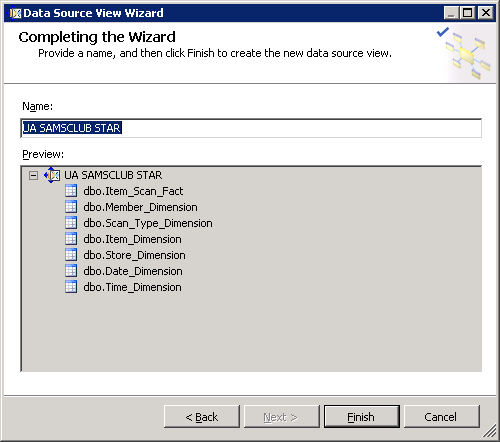 Data Source View Wizard
Completing the Wizard
Provide a name, and then click Finish to create the new data source view.
Name:
UA SAMSCLUB STAR
Preview:
UA SAMSCLUB STAR
dbo.Item_Scan_Fact
dbo.Member_Dimension
dbo.Scan_Type_Dimension
dbo.Item_Dimension
dbo.Store_Dimension
dbo.Date_Dimension
dbo.Time_Dimension
< Back Next > Finish Cancel